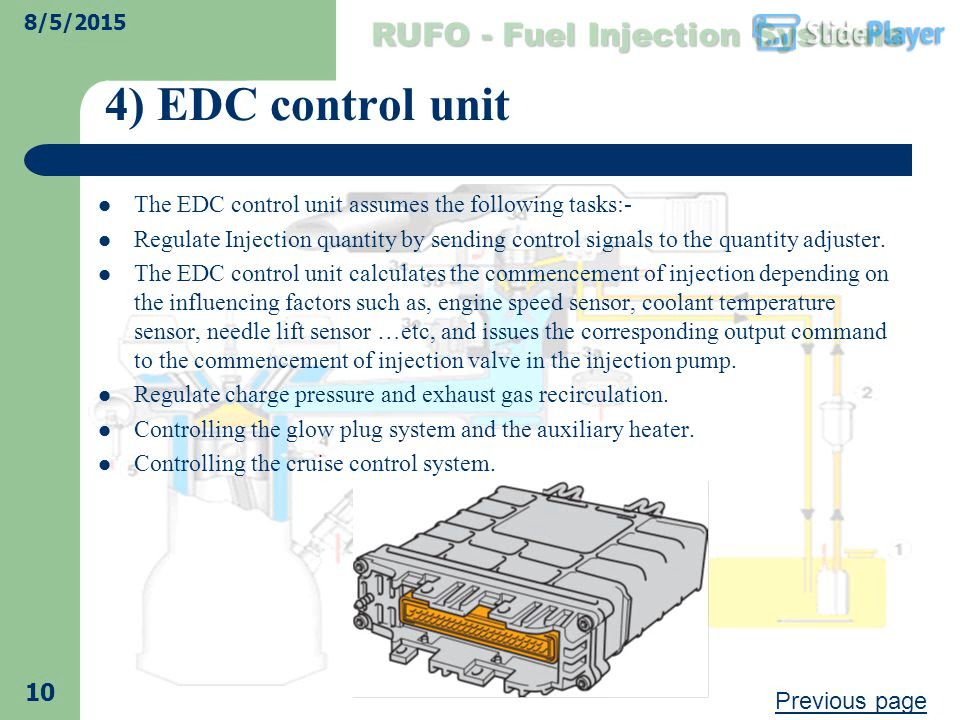 8/5/2015
RUFO - Fuel Injection Systems
SlidePlayer
4) EDC control unit
The EDC control unit assumes the following tasks:-
Regulate Injection quantity by sending control signals to the quantity adjuster.
The EDC control unit calculates the commencement of injection depending on
the influencing factors such as, engine speed sensor, coolant temperature
sensor, needle lift sensor …etc, and issues the corresponding output command
to the commencement of injection valve in the injection pump.
Regulate charge pressure and exhaust gas recirculation.
Controlling the glow plug system and the auxiliary heater.
Controlling the cruise control system.
2
4
5
1
10
Previous page